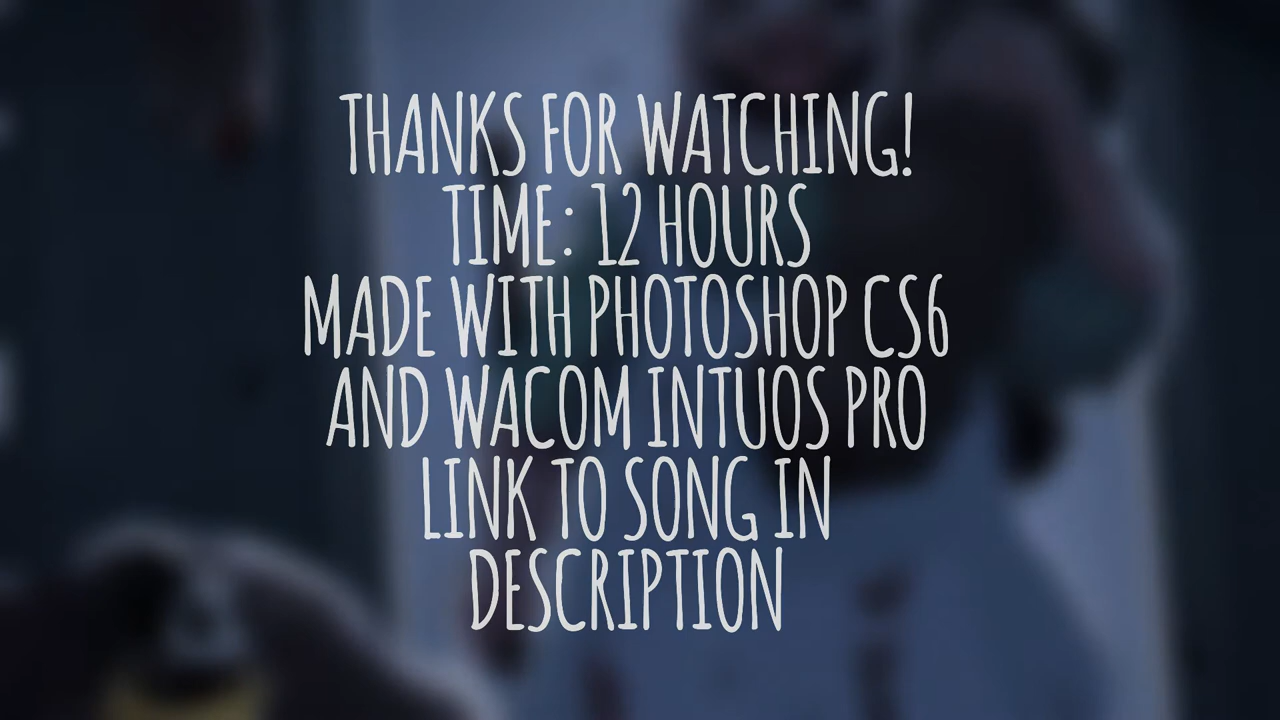 THANKS FOR WATCHING!
TIME: 12 HOURS
MADE WITH PHOTOSHOP CS6
AND WACOM INTUOS PRO
LINK TO SONG IN
DESCRIPTION